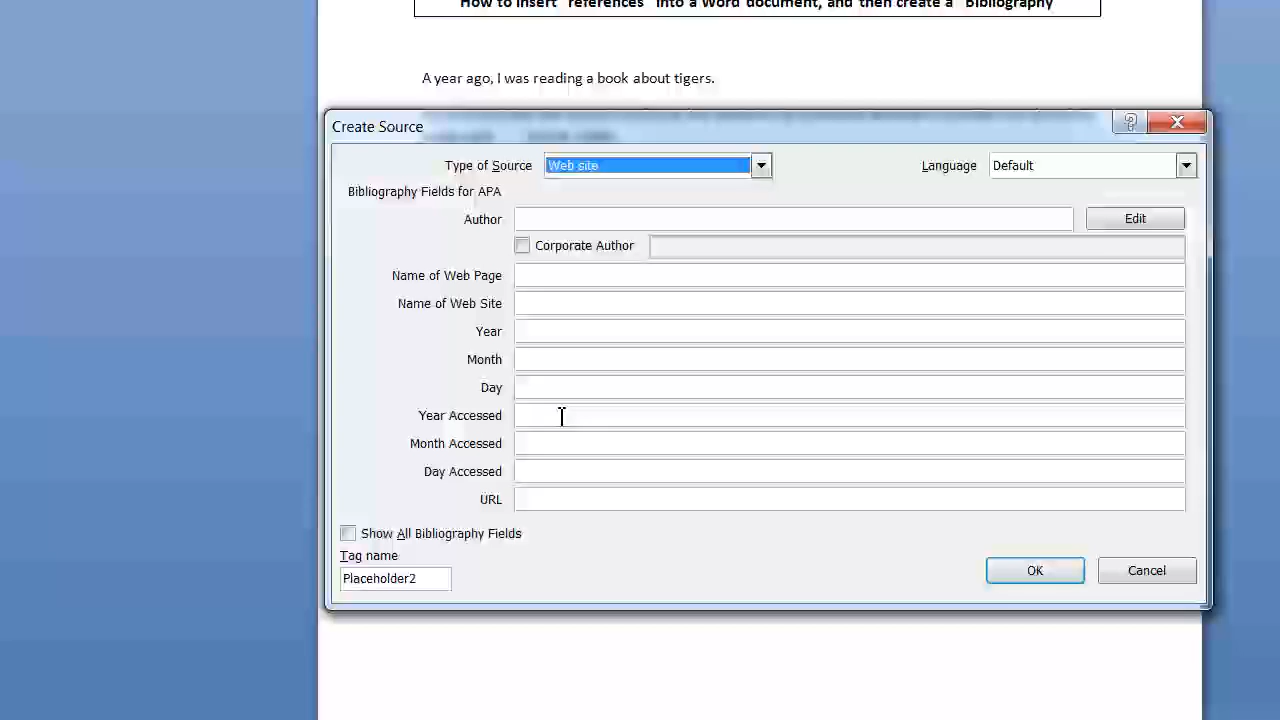 How to insert "references" into a Word document, and then create a "Bibliography
A year ago, I was reading a book about tigers.
Create Source
Type of Source Web site Language Default
Bibliography Fields for APA
Author Edit
Corporate Author
Name of Web Page
Name of Web Site
Year
Month
Day
Year Accessed
Month Accessed
Day Accessed
URL
Show All Bibliography Fields
Tag name
Placeholder2
OK Cancel